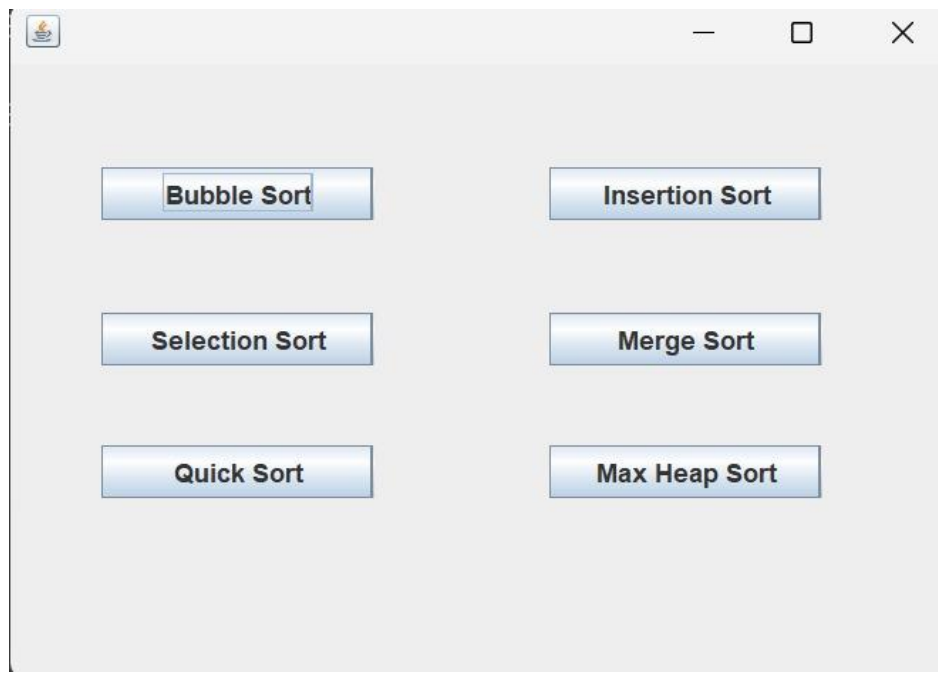 Bubble Sort
Insertion Sort
Selection Sort
Merge Sort
Quick Sort
Max Heap Sort